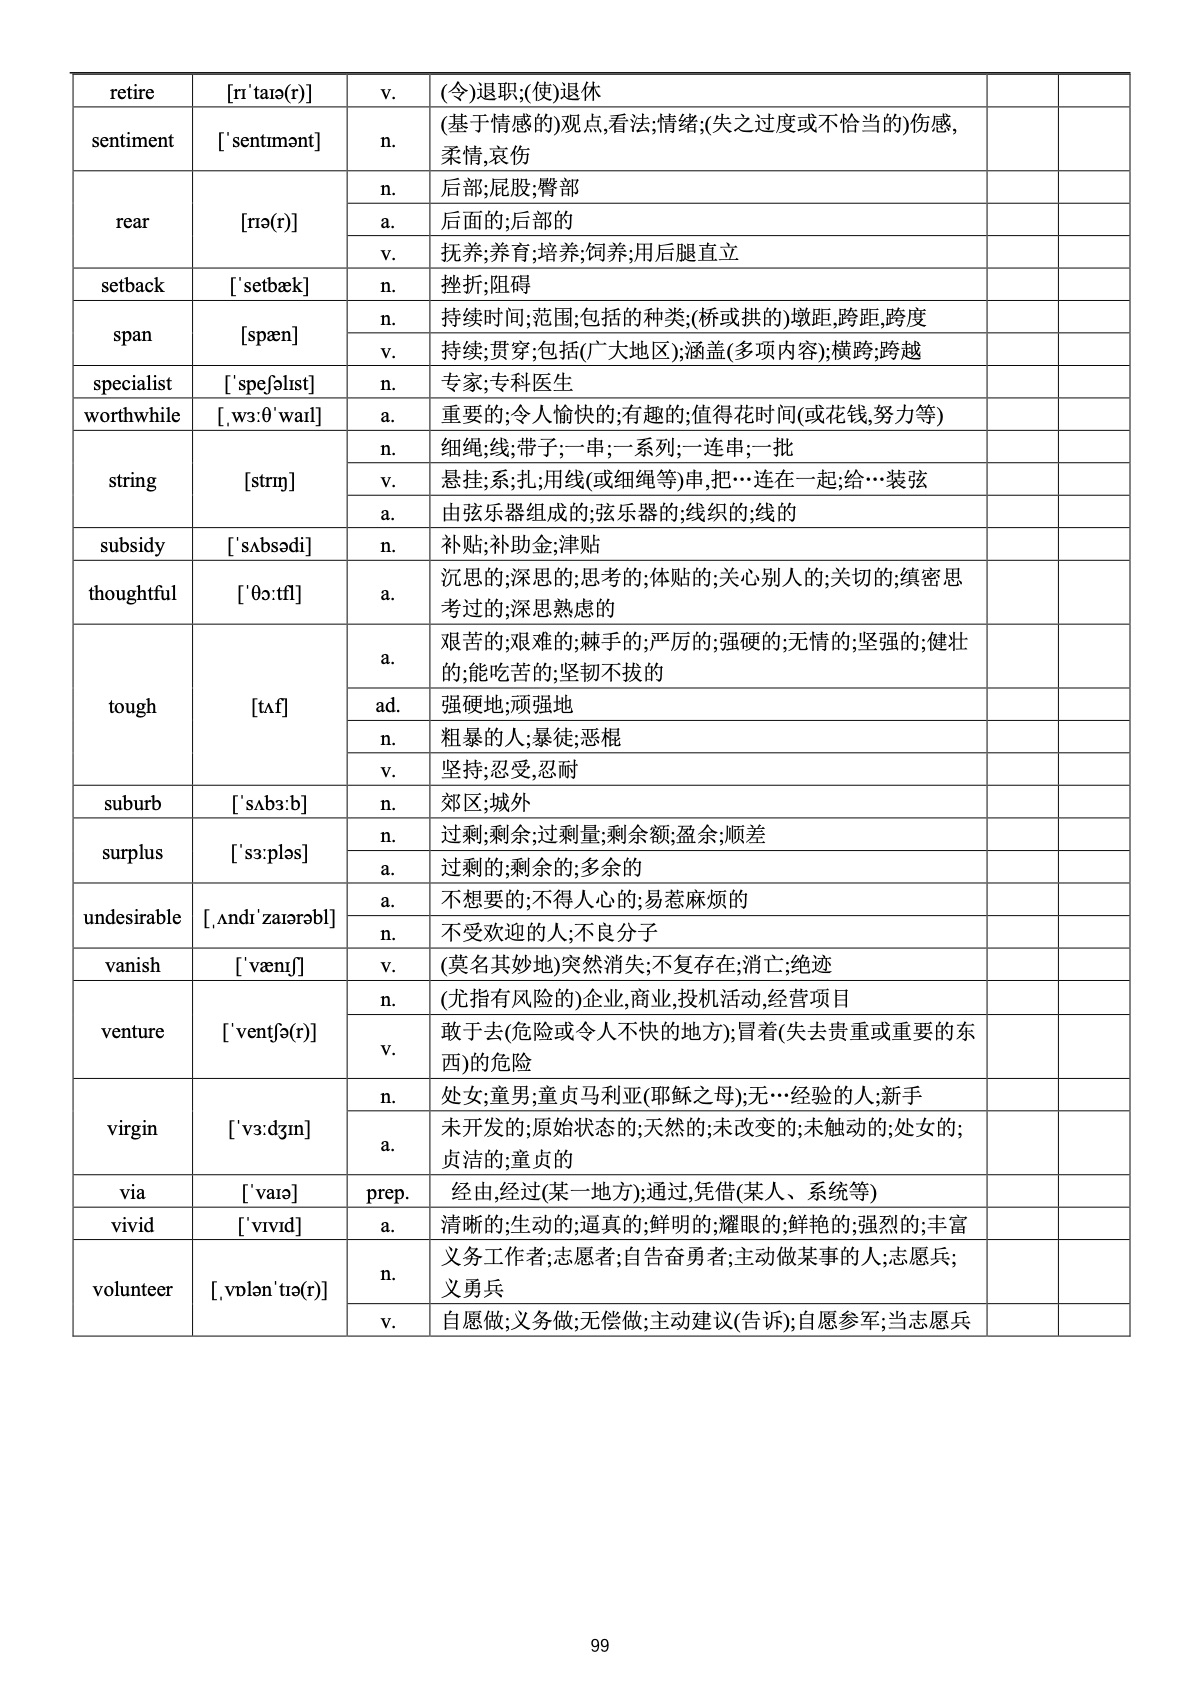 retire [rɪˈtaɪə(r)] v. (令)退职;(使)退休
sentiment [ˈsentɪmənt] n. (基于情感的)观点,看法;情绪;(失之过度或不恰当的)伤感,
柔情,哀伤
rear [rɪə(r)] n. 后部;屁股;臀部
a. 后面的;后部的
v. 抚养;养育;培养;饲养;用后腿直立
setback [ˈsetbæk] n. 挫折;阻碍
span [spæn] n. 持续时间;范围;包括的种类;(桥或拱的)墩距,跨距,跨度
v. 持续;贯穿;包括(广大地区);涵盖(多项内容);横跨;跨越
specialist [ˈspeʃəlɪst] n. 专家;专科医生
worthwhile [ˌwɜːθˈwaɪl] a. 重要的;令人愉快的;有趣的;值得花时间(或花钱,努力等)
string [strɪŋ] n. 细绳;线;带子;一串;一系列;一连串;一批
v. 悬挂;系;扎;用线(或细绳等)串,把…连在一起;给…装弦
a. 由弦乐器组成的;弦乐器的;线织的;线的
subsidy [ˈsʌbsədi] n. 补贴;补助金;津贴
thoughtful [ˈθɔːtfl] a. 沉思的;深思的;思考的;体贴的;关心别人的;关切的;缜密思
考过的;深思熟虑的
tough [tʌf] a. 艰苦的;艰难的;棘手的;严厉的;强硬的;无情的;坚强的;健壮
的;能吃苦的;坚韧不拔的
ad. 强硬地;顽强地
n. 粗暴的人;暴徒;恶棍
v. 坚持;忍受,忍耐
suburb [ˈsʌbɜːb] n. 郊区;城外
surplus [ˈsɜːpləs] n. 过剩;剩余;过剩量;剩余额;盈余;顺差
a. 过剩的;剩余的;多余的
undesirable [ˌʌndɪˈzaɪərəbl] a. 不想要的;不得人心的;易惹麻烦的
n. 不受欢迎的人;不良分子
vanish [ˈvænɪʃ] v. (莫名其妙地)突然消失;不复存在;消亡;绝迹
venture [ˈventʃə(r)] n. (尤指有风险的)企业,商业,投机活动,经营项目
v. 敢于去(危险或令人不快的地方);冒着(失去贵重或重要的东
西)的危险
virgin [ˈvɜːdʒɪn] n. 处女;童男;童贞马利亚(耶稣之母);无…经验的人;新手
a. 未开发的;原始状态的;天然的;未改变的;未触动的;处女的;
贞洁的;童贞的
via [ˈvaɪə] prep. 经由,经过(某一地方);通过,凭借(某人、系统等)
vivid [ˈvɪvɪd] a. 清晰的;生动的;逼真的;鲜明的;耀眼的;鲜艳的;强烈的;丰富
volunteer [ˌvɒlənˈtɪə(r)] n. 义务工作者;志愿者;自告奋勇者;主动做某事的人;志愿兵;
义勇兵
v. 自愿做;义务做;无偿做;主动建议(告诉);自愿参军;当志愿兵
99